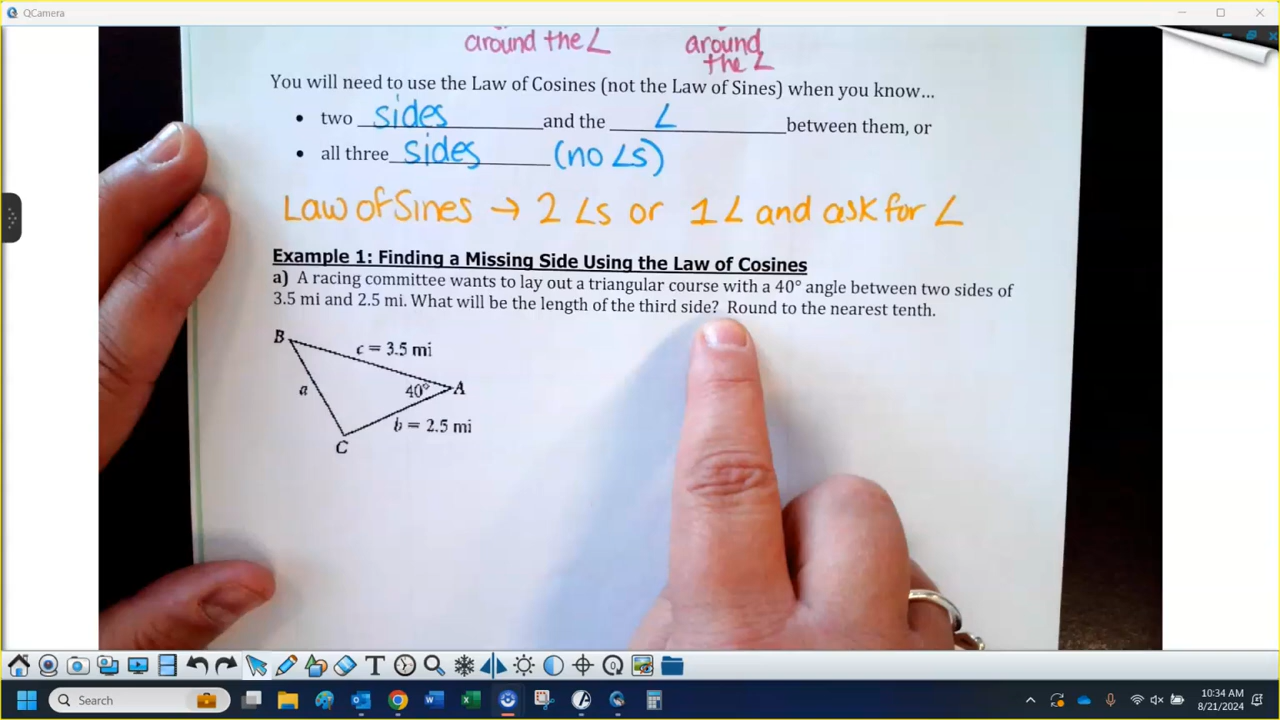 QCamera
around the ∠ around
the ∠
You will need to use the Law of Cosines (not the Law of Sines) when you know…
• two sides and the ∠ between them, or
• all three sides (no ∠s)
Law of Sines → 2 ∠s or 1∠ and ask for ∠
Example 1: Finding a Missing Side Using the Law of Cosines
a) A racing committee wants to lay out a triangular course with a 40° angle between two sides of
3.5 mi and 2.5 mi. What will be the length of the third side? Round to the nearest tenth.
B
c = 3.5 mi
a
40°
A
b = 2.5 mi
C
Search
10:34 AM
8/21/2024